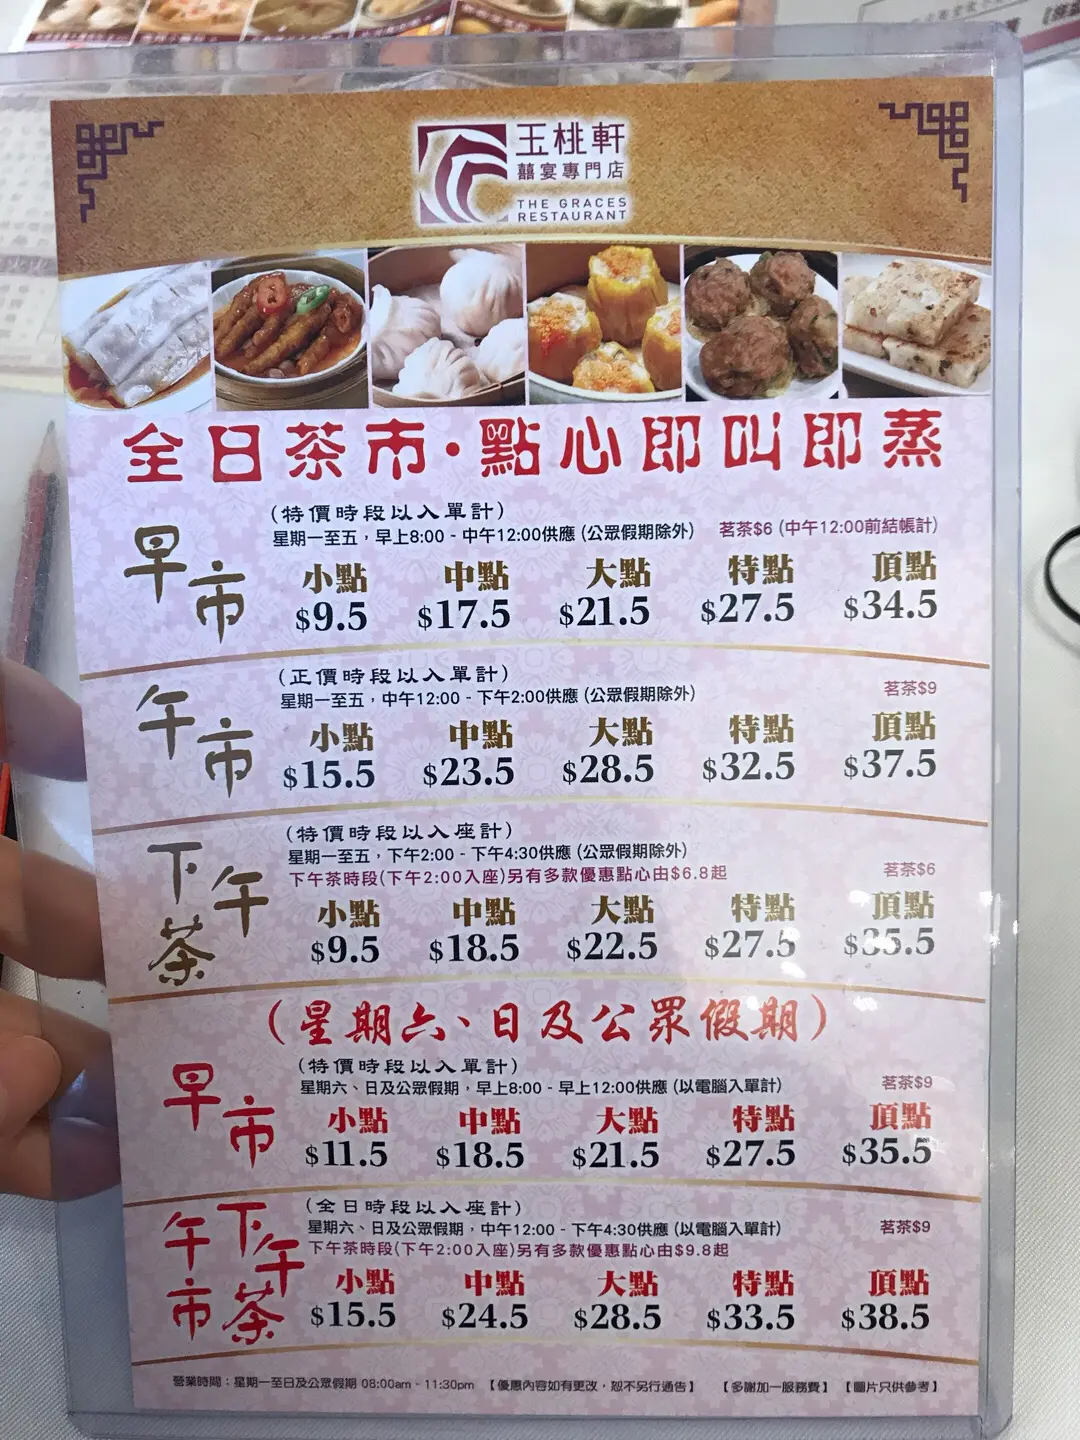 玉桃軒
囍宴專門店
THE GRACES
RESTAURANT
全日茶市·點心即叫即蒸
早市
(特價時段以入單計)
星期一至五，早上8:00 - 中午12:00供應 (公眾假期除外) 茗茶$6 (中午12:00前結帳計)
小點 中點 大點 特點 頂點
$9.5 $17.5 $21.5 $27.5 $34.5
午市
(正價時段以入單計)
星期一至五，中午12:00 - 下午2:00供應 (公眾假期除外) 茗茶$9
小點 中點 大點 特點 頂點
$15.5 $23.5 $28.5 $32.5 $37.5
下午茶
(特價時段以入座計)
星期一至五，下午2:00 - 下午4:30供應 (公眾假期除外) 茗茶$6
下午茶時段(下午2:00入座)另有多款優惠點心由$6.8起
小點 中點 大點 特點 頂點
$9.5 $18.5 $22.5 $27.5 $35.5
(星期六、日及公眾假期)
早市
(特價時段以入單計)
星期六、日及公眾假期，早上8:00 - 早上12:00供應 (以電腦入單計) 茗茶$9
小點 中點 大點 特點 頂點
$11.5 $18.5 $21.5 $27.5 $35.5
午市 下午茶
(全日時段以入座計)
星期六、日及公眾假期，中午12:00 - 下午4:30供應 (以電腦入單計) 茗茶$9
下午茶時段(下午2:00入座)另有多款優惠點心由$9.8起
小點 中點 大點 特點 頂點
$15.5 $24.5 $28.5 $33.5 $38.5
營業時間：星期一至日及公眾假期 08:00am - 11:30pm 【優惠內容如有更改，恕不另行通告】 【多謝加一服務費】 【圖片只供參考】